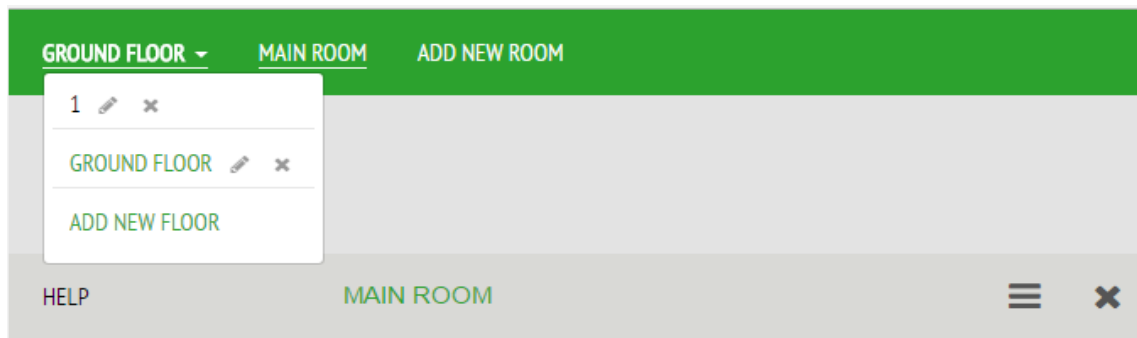 GROUND FLOOR MAIN ROOM ADD NEW ROOM
1
GROUND FLOOR
ADD NEW FLOOR
HELP MAIN ROOM